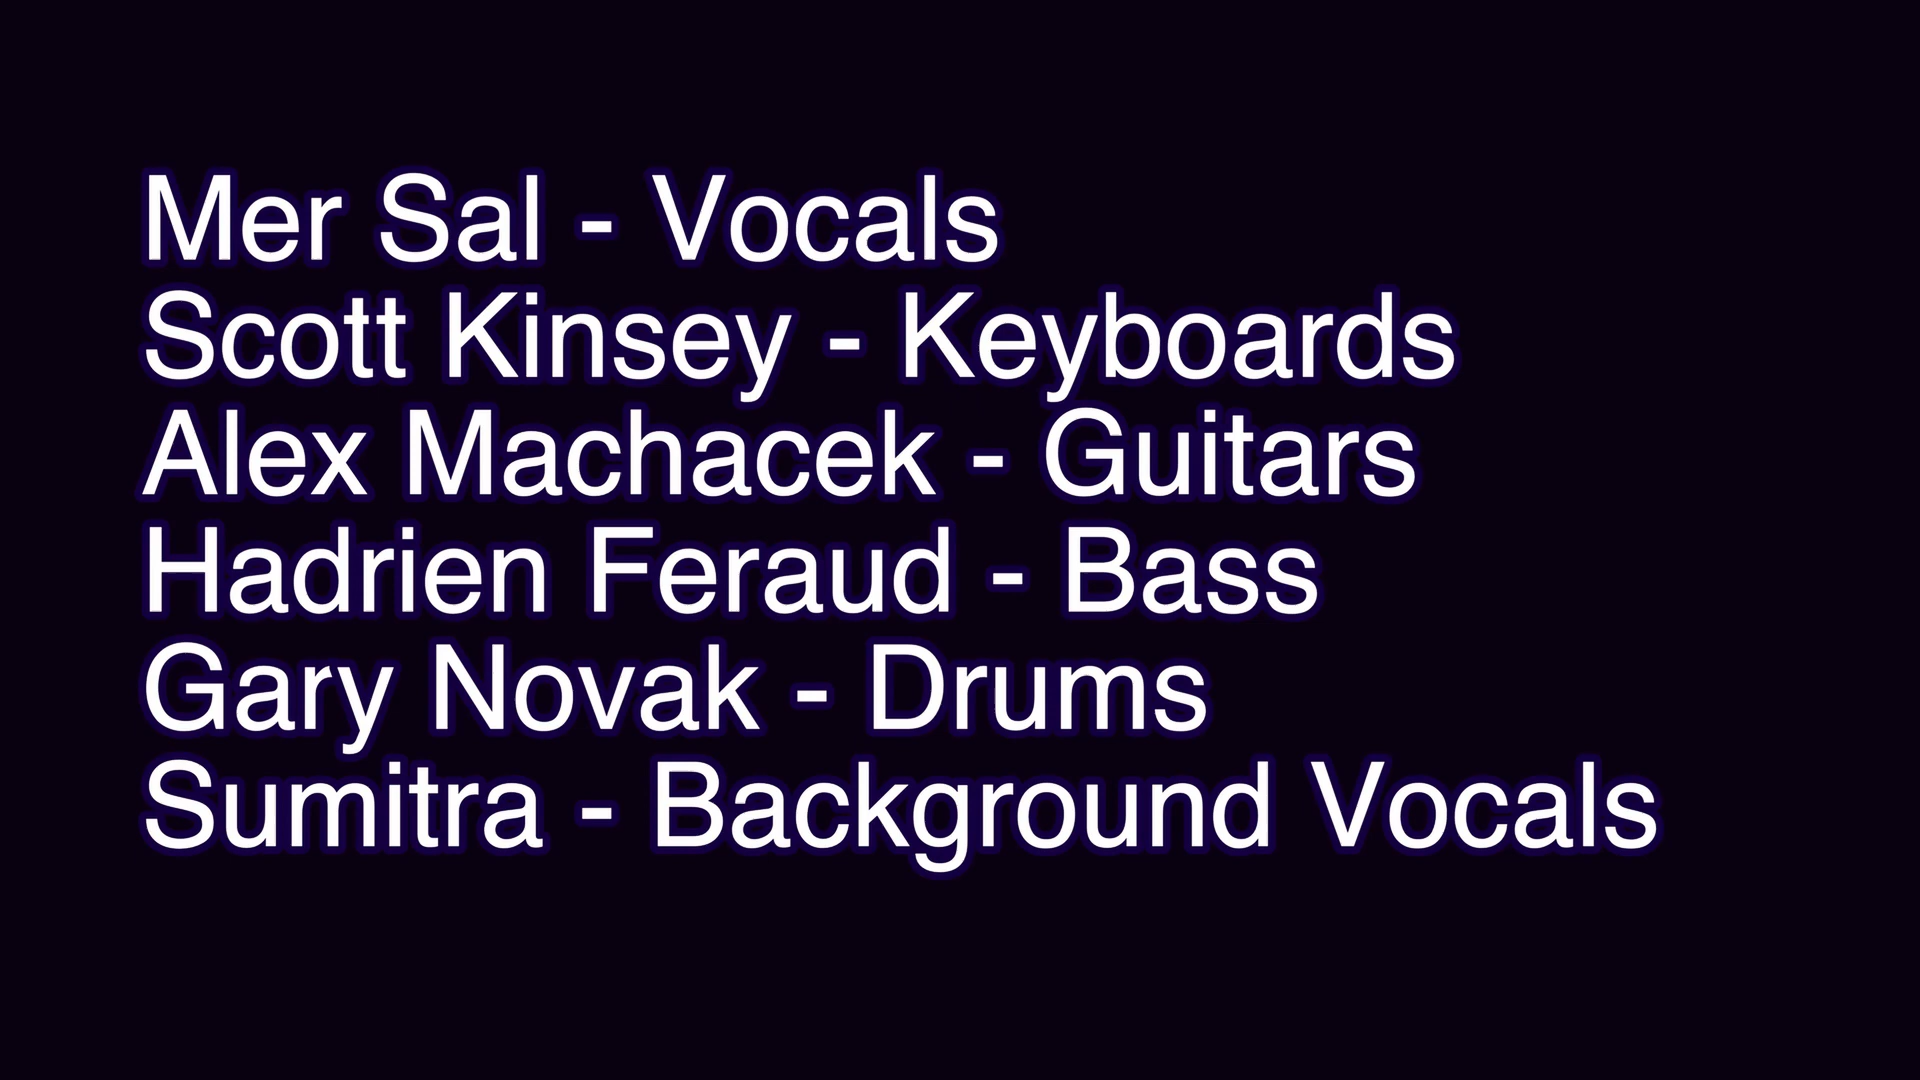 Mer Sal - Vocals
Scott Kinsey - Keyboards
Alex Machacek - Guitars
Hadrien Feraud - Bass
Gary Novak - Drums
Sumitra - Background Vocals